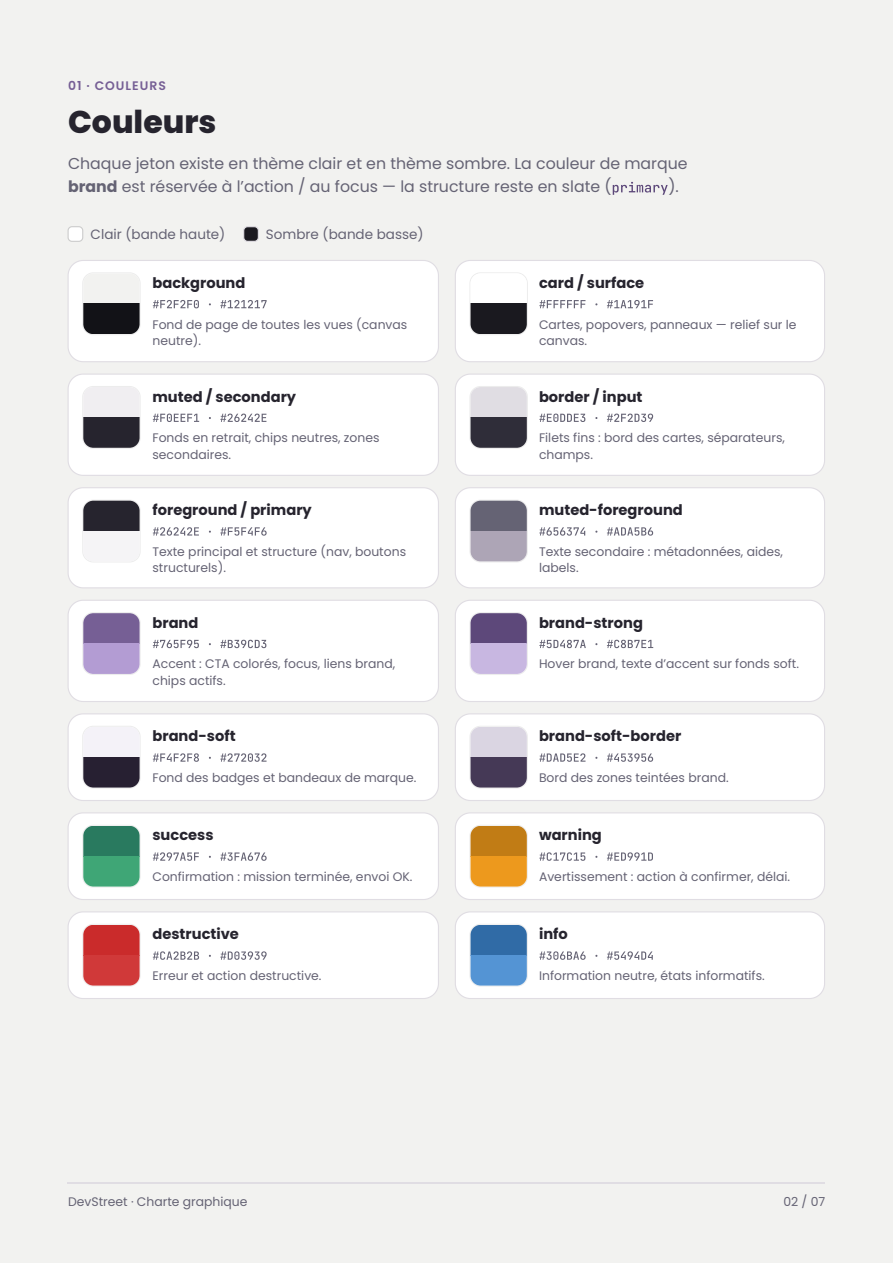 01 · COULEURS
Couleurs
Chaque jeton existe en thème clair et en thème sombre. La couleur de marque
brand est réservée à l’action / au focus — la structure reste en slate (primary).
Clair (bande haute)
Sombre (bande basse)
background
#F2F2F0 · #121217
Fond de page de toutes les vues (canvas
neutre).
card / surface
#FFFFFF · #1A191F
Cartes, popovers, panneaux — relief sur le
canvas.
muted / secondary
#F0EEF1 · #26242E
Fonds en retrait, chips neutres, zones
secondaires.
border / input
#E0DDE3 · #2F2D39
Filets fins : bord des cartes, séparateurs,
champs.
foreground / primary
#26242E · #F5F4F6
Texte principal et structure (nav, boutons
structurels).
muted-foreground
#656374 · #ADA5B6
Texte secondaire : métadonnées, aides,
labels.
brand
#765F95 · #B39CD3
Accent : CTA colorés, focus, liens brand,
chips actifs.
brand-strong
#5D487A · #C8B7E1
Hover brand, texte d’accent sur fonds soft.
brand-soft
#F4F2F8 · #272032
Fond des badges et bandeaux de marque.
brand-soft-border
#DAD5E2 · #453956
Bord des zones teintées brand.
success
#297A5F · #3FA676
Confirmation : mission terminée, envoi OK.
warning
#C17C15 · #ED991D
Avertissement : action à confirmer, délai.
destructive
#CA2B2B · #D03939
Erreur et action destructive.
info
#306BA6 · #5494D4
Information neutre, états informatifs.
DevStreet · Charte graphique
02 / 07